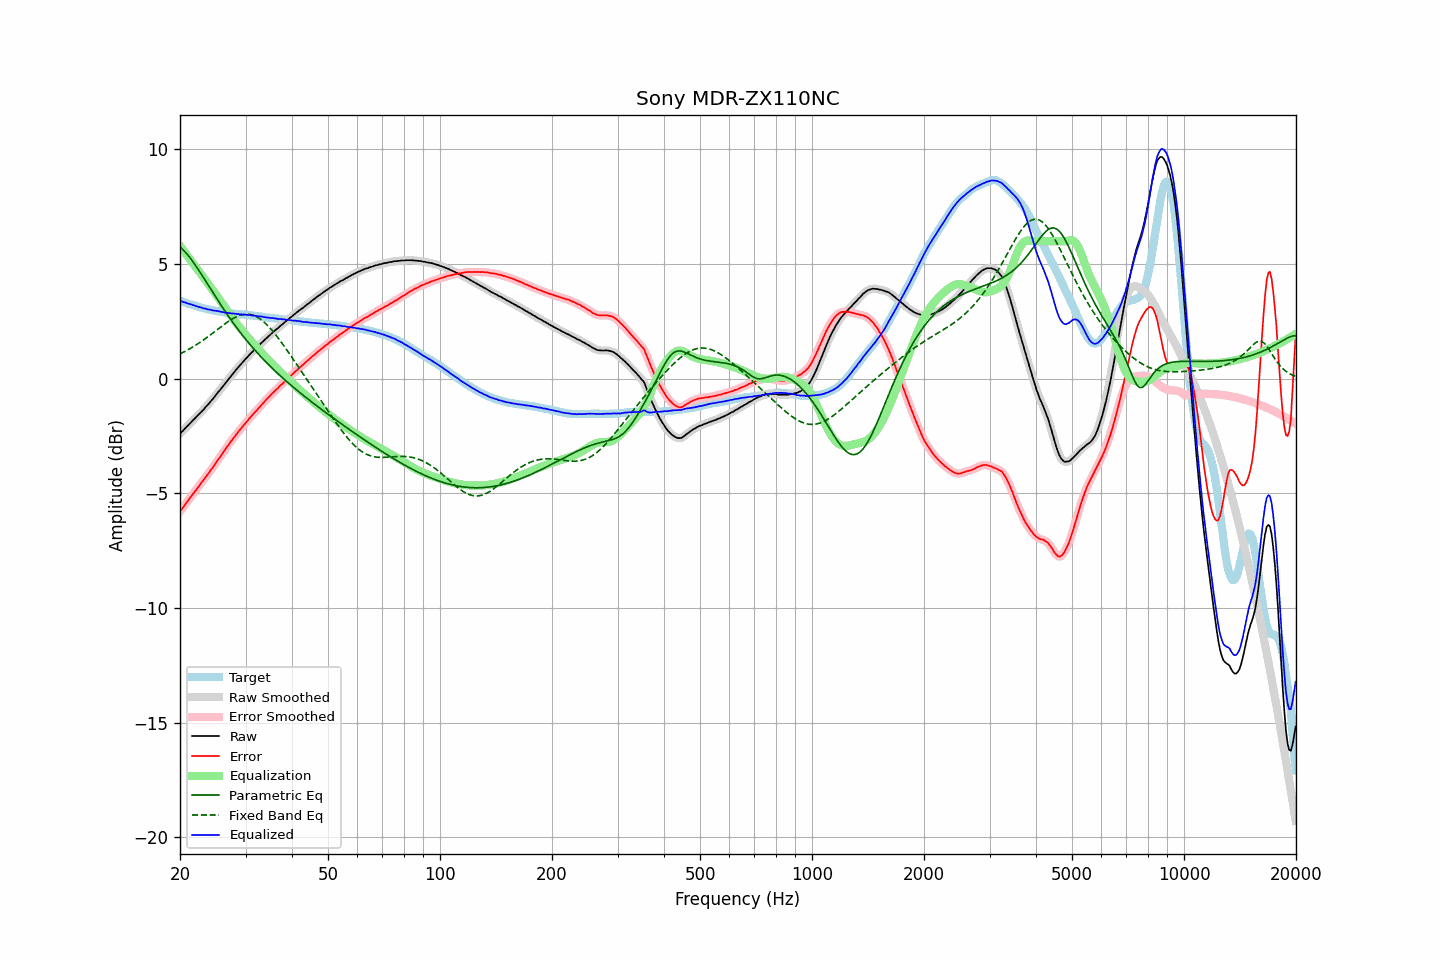 Sony MDR-ZX110NC
10
5
0
−5
−10
−15
−20
Amplitude (dBr)
Target
Raw Smoothed
Error Smoothed
Raw
Error
Equalization
Parametric Eq
Fixed Band Eq
Equalized
20 50 100 200 500 1000 2000 5000 10000 20000
Frequency (Hz)